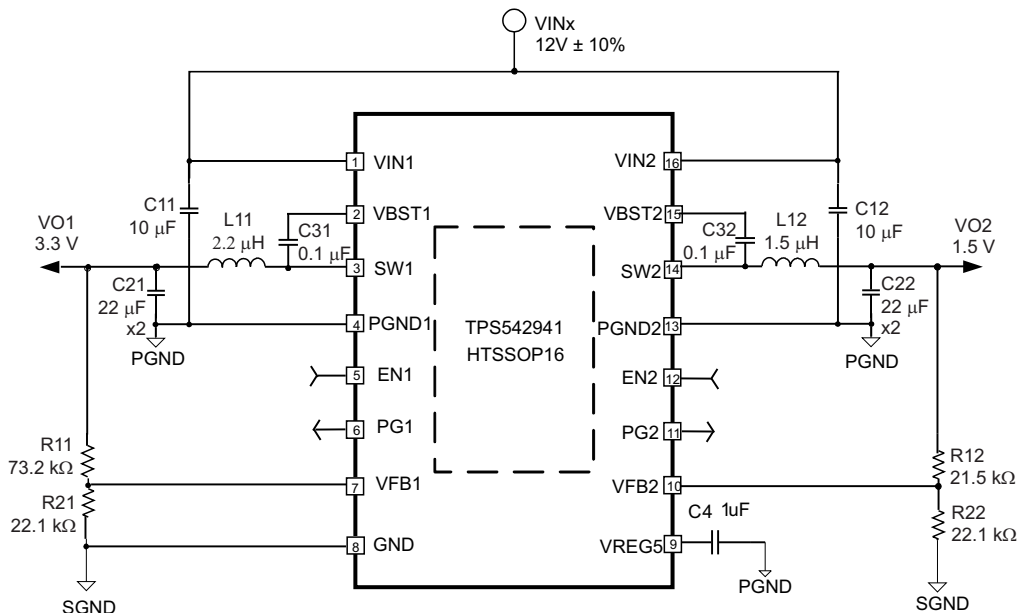 VINx
12V ± 10%
1
VIN1
VIN2
16
C11
10 μF
2
VBST1
VBST2
15
C12
10 μF
VO1
3.3 V
L11
2.2 μH
C31
0.1 μF
C32
0.1 μF
L12
1.5 μH
VO2
1.5 V
3
SW1
SW2
14
C21
22 μF
x2
C22
22 μF
x2
4
PGND1
PGND2
13
TPS542941
HTSSOP16
PGND
PGND
5
EN1
EN2
12
6
PG1
PG2
11
R11
73.2 kΩ
R12
21.5 kΩ
7
VFB1
VFB2
10
R21
22.1 kΩ
R22
22.1 kΩ
C4
1uF
8
GND
VREG5
9
PGND
SGND
SGND